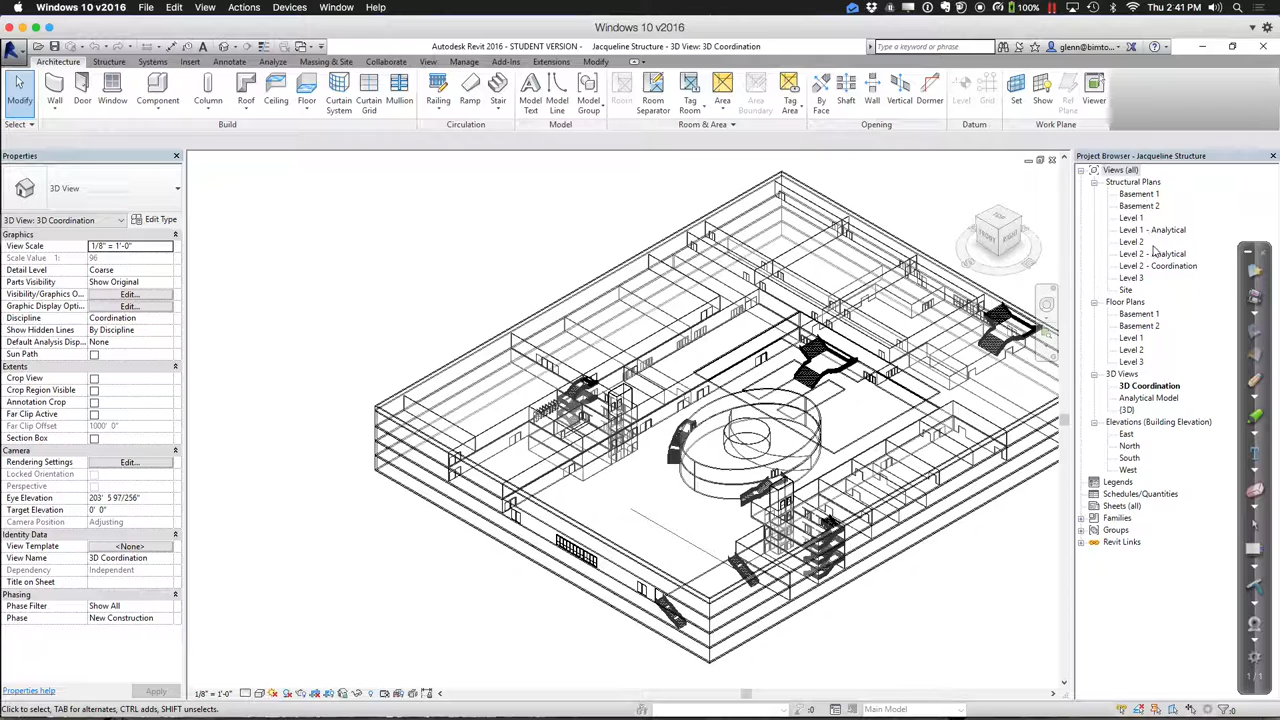 File Edit View Actions Devices Window Help
100% Thu 2:41 PM
Windows 10 v2016
Autodesk Revit 2016 - STUDENT VERSION - Jacqueline Structure - 3D View: 3D Coordination
Type a keyword or phrase
glenn@bimto...
Architecture Structure Systems Insert Annotate Analyze Massing & Site Collaborate View Manage Add-Ins Extensions Modify
Modify Wall Door Window Component Column Roof Ceiling Floor Curtain System Curtain Grid Mullion Railing Ramp Stair Model Text Model Line Model Group Room Room Separator Tag Room Area Area Boundary Tag Area By Face Shaft Wall Vertical Dormer Level Grid Set Show Ref Plane Viewer
Select Build Circulation Model Room & Area Opening Datum Work Plane
Properties
3D View
3D View: 3D Coordination Edit Type
Graphics
View Scale 1/8" = 1'-0"
Scale Value 1: 96
Detail Level Coarse
Parts Visibility Show Original
Visibility/Graphics O... Edit...
Graphic Display Opti... Edit...
Discipline Coordination
Show Hidden Lines By Discipline
Default Analysis Disp... None
Sun Path
Extents
Crop View
Crop Region Visible
Annotation Crop
Far Clip Active
Far Clip Offset 1000' 0"
Section Box
Camera
Rendering Settings Edit...
Locked Orientation
Perspective
Eye Elevation 203' 5 97/256"
Target Elevation 0' 0"
Camera Position Adjusting
Identity Data
View Template <None>
View Name 3D Coordination
Dependency Independent
Title on Sheet
Phasing
Phase Filter Show All
Phase New Construction
Properties help Apply
TOP
FRONT RIGHT
Project Browser - Jacqueline Structure
Views (all)
Structural Plans
Basement 1
Basement 2
Level 1
Level 1 - Analytical
Level 2
Level 2 - Analytical
Level 2 - Coordination
Level 3
Site
Floor Plans
Basement 1
Basement 2
Level 1
Level 2
Level 3
3D Views
3D Coordination
Analytical Model
{3D}
Elevations (Building Elevation)
East
North
South
West
Legends
Schedules/Quantities
Sheets (all)
Families
Groups
Revit Links
1 / 1
1/8" = 1'-0"
Click to select, TAB for alternates, CTRL adds, SHIFT unselects.
:0 Main Model :0